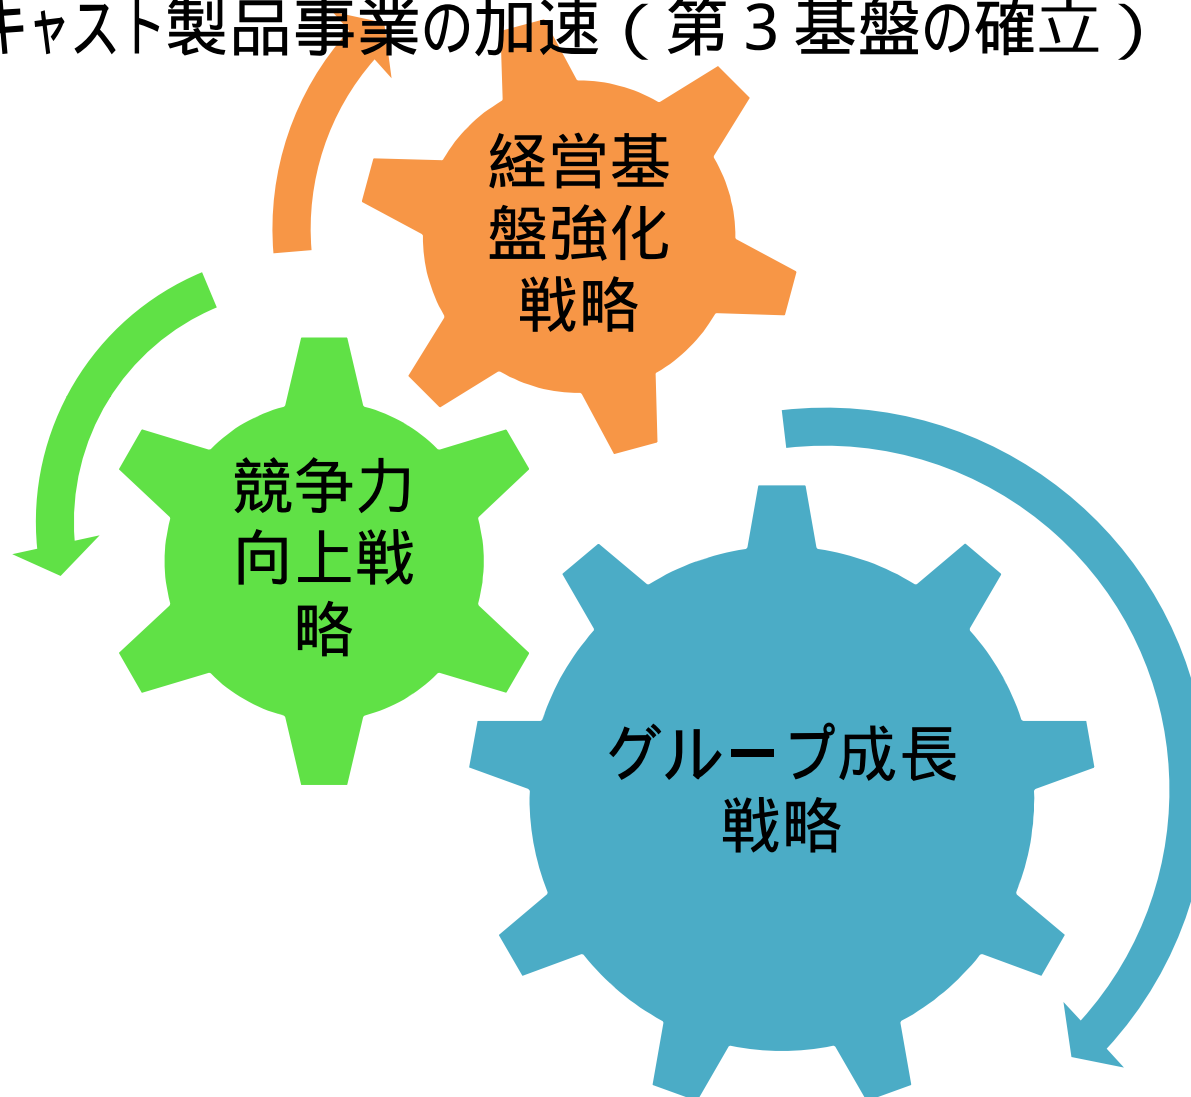 キャスト製品事業の加速（第３基盤の確立）
経営基
盤強化
戦略
競争力
向上戦
略
グループ成長
戦略